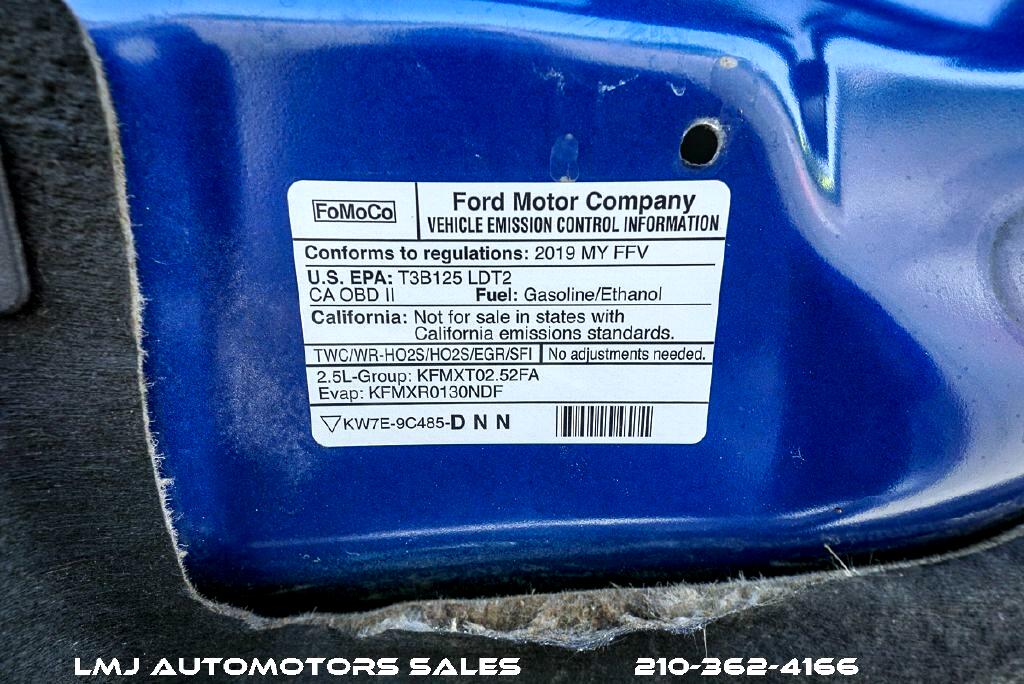 FoMoCo
Ford Motor Company
VEHICLE EMISSION CONTROL INFORMATION
Conforms to regulations: 2019 MY FFV
U.S. EPA: T3B125 LDT2
CA OBD II Fuel: Gasoline/Ethanol
California: Not for sale in states with
California emissions standards.
TWC/WR-HO2S/HO2S/EGR/SFI No adjustments needed.
2.5L-Group: KFMXT02.52FA
Evap: KFMXR0130NDF
KW7E-9C485-D N N
LMJ AUTOMOTORS SALES 210-362-4166